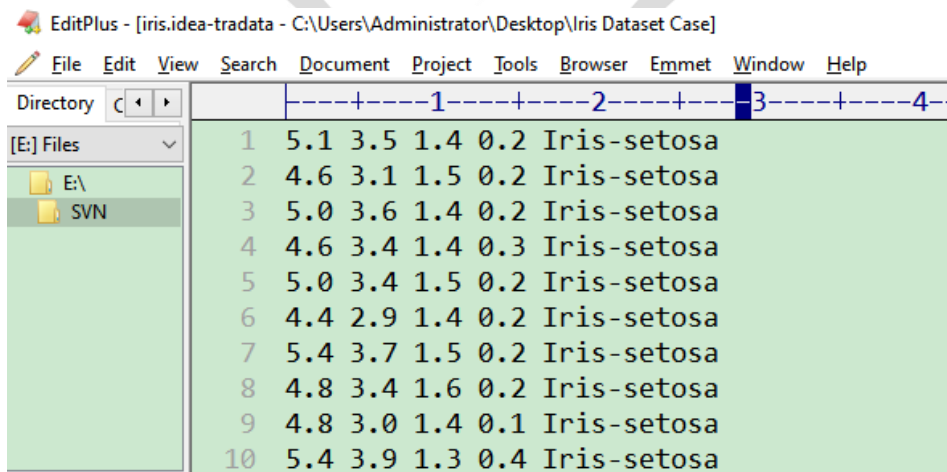 EditPlus - [iris.idea-tradata - C:\Users\Administrator\Desktop\Iris Dataset Case]
File Edit View Search Document Project Tools Browser Emmet Window Help
Directory C
----+----1----+----2----+----3----+----4-
[E:] Files
E:\
SVN
1 5.1 3.5 1.4 0.2 Iris-setosa
2 4.6 3.1 1.5 0.2 Iris-setosa
3 5.0 3.6 1.4 0.2 Iris-setosa
4 4.6 3.4 1.4 0.3 Iris-setosa
5 5.0 3.4 1.5 0.2 Iris-setosa
6 4.4 2.9 1.4 0.2 Iris-setosa
7 5.4 3.7 1.5 0.2 Iris-setosa
8 4.8 3.4 1.6 0.2 Iris-setosa
9 4.8 3.0 1.4 0.1 Iris-setosa
10 5.4 3.9 1.3 0.4 Iris-setosa